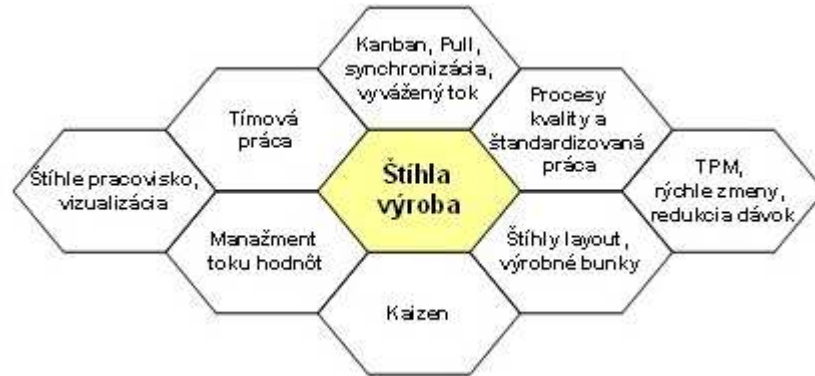 Kanban, Pull,
synchronizácia,
vyvážený tok
Tímová
práca
Procesy
kvality a
štandardizovaná
práca
Štíhle pracovisko,
vizualizácia
Štíhla
výroba
TPM,
rýchle zmeny,
redukcia dávok
Manažment
toku hodnôt
Štíhly layout,
výrobné bunky
Kaizen